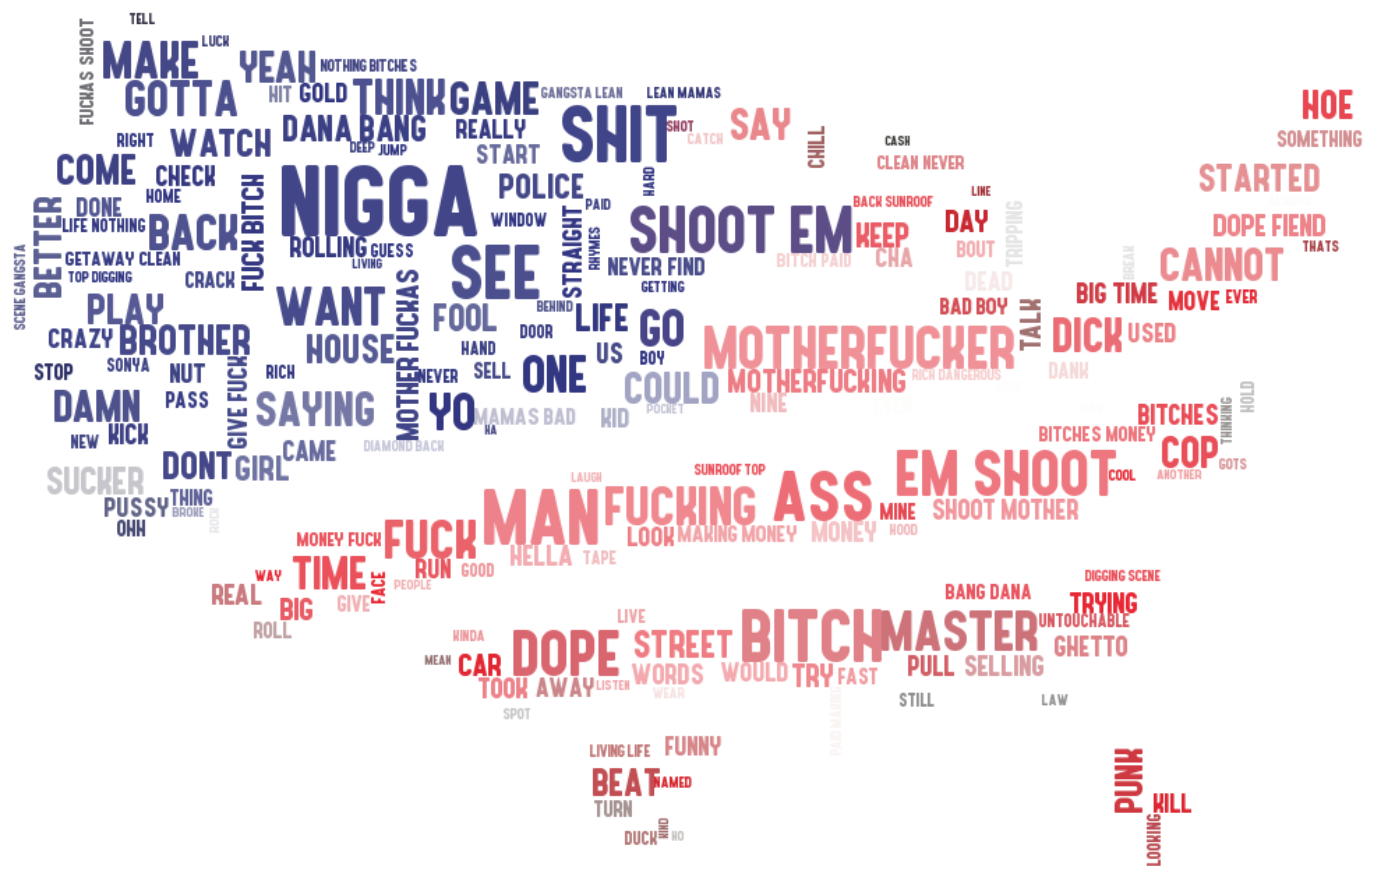 TELL
FUCKAS SHOOT
MAKE
LUCK
YEAH
NOTHING BITCHES
GOTTA
HIT
GOLD
THINK
GAME
GANGSTA LEAN
LEAN MAMAS
HOE
SHIT
SHOT
SAY
CATCH
CHILL
CASH
SOMETHING
RIGHT
WATCH
DANA BANG
REALLY
DEEP
JUMP
START
CLEAN NEVER
COME
CHECK
HOME
NIGGA
POLICE
HARD
STARTED
BETTER
DONE
LIFE NOTHING
BACK
FUCK BITCH
WINDOW
STRAIGHT
PAID
RHYMES
SHOOT EM
BACK SUNROOF
LINE
KEEP
DAY
TRIPPING
DOPE FIEND
THATS
SCENE GANGSTA
GETAWAY CLEAN
ROLLING
GUESS
LIVING
SEE
NEVER FIND
BITCH PAID
CHA
BOUT
BREAK
CANNOT
TOP DIGGING
CRACK
GETTING
DEAD
PLAY
WANT
MOTHER FUCKAS
FOOL
BEHIND
LIFE
GO
BAD BOY
TALK
BIG TIME
MOVE
EVER
CRAZY
BROTHER
HOUSE
HAND
DOOR
US
BOY
MOTHERFUCKER
DICK
USED
STOP
SONYA
NUT
GIVE FUCK
RICH
NEVER
SELL
ONE
COULD
MOTHERFUCKING
RICH DANGEROUS
DANK
DAMN
PASS
SAYING
YO
MAMAS BAD
HA
KID
POCKET
NINE
HOLD
THINKING
BITCHES
NEW
KICK
CAME
DIAMOND BACK
BITCHES MONEY
COP
GOTS
SUCKER
DONT
GIRL
LAUGH
SUNROOF TOP
ASS
EM SHOOT
COOL
ANOTHER
PUSSY
THING
BROKE
ROCK
OHH
MAN
FUCKING
MINE
SHOOT MOTHER
MONEY FUCK
FUCK
LOOK
MAKING MONEY
MONEY
HOOD
HELLA
TAPE
WAY
TIME
FACE
RUN
GOOD
PEOPLE
REAL
BIG
GIVE
ROLL
DIGGING SCENE
BANG DANA
TRYING
UNTOUCHABLE
LIVE
KINDA
DOPE
STREET
BITCH
MASTER
GHETTO
MEAN
CAR
WORDS
WOULD
TRY
FAST
PULL
SELLING
TOOK
AWAY
LISTEN
WEAR
PAID MAKING
STILL
LAW
SPOT
LIVING LIFE
FUNNY
BEAT
NAMED
TURN
DUCK
KIND
HO
PUNK
KILL
LOOKING